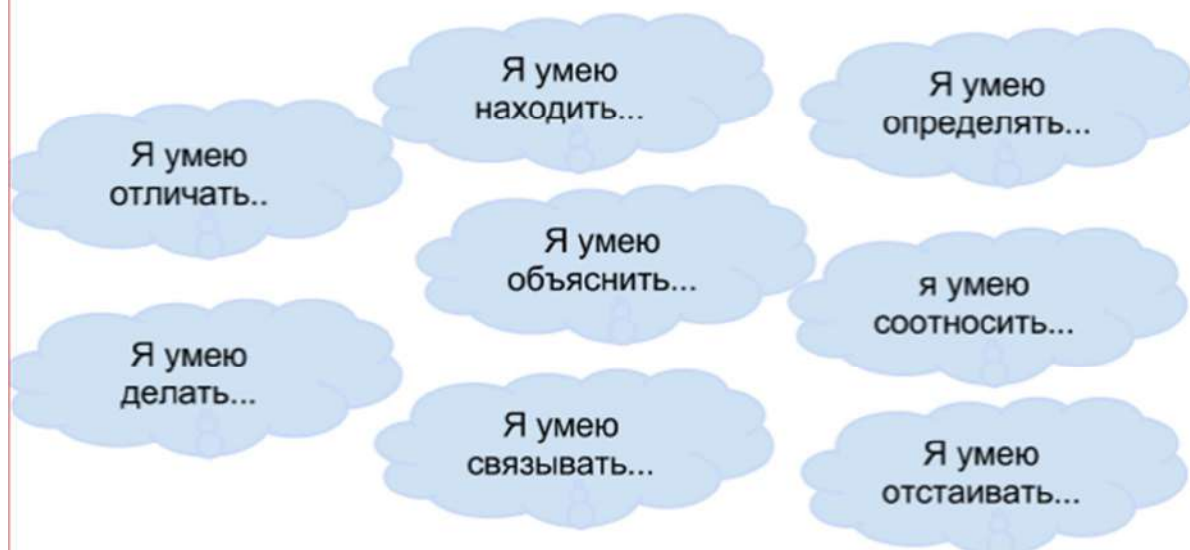 Я умею
находить...
Я умею
определять...
Я умею
отличать..
Я умею
объяснить...
я умею
соотносить...
Я умею
делать...
Я умею
связывать...
Я умею
отстаивать...